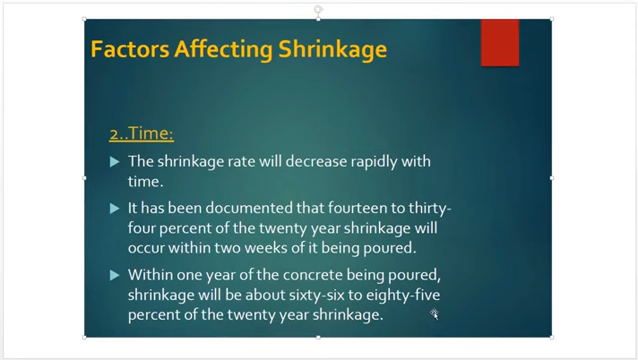 Factors Affecting Shrinkage
2..Time:
The shrinkage rate will decrease rapidly with
time.
It has been documented that fourteen to thirty-
four percent of the twenty year shrinkage will
occur within two weeks of it being poured.
Within one year of the concrete being poured,
shrinkage will be about sixty-six to eighty-five
percent of the twenty year shrinkage.